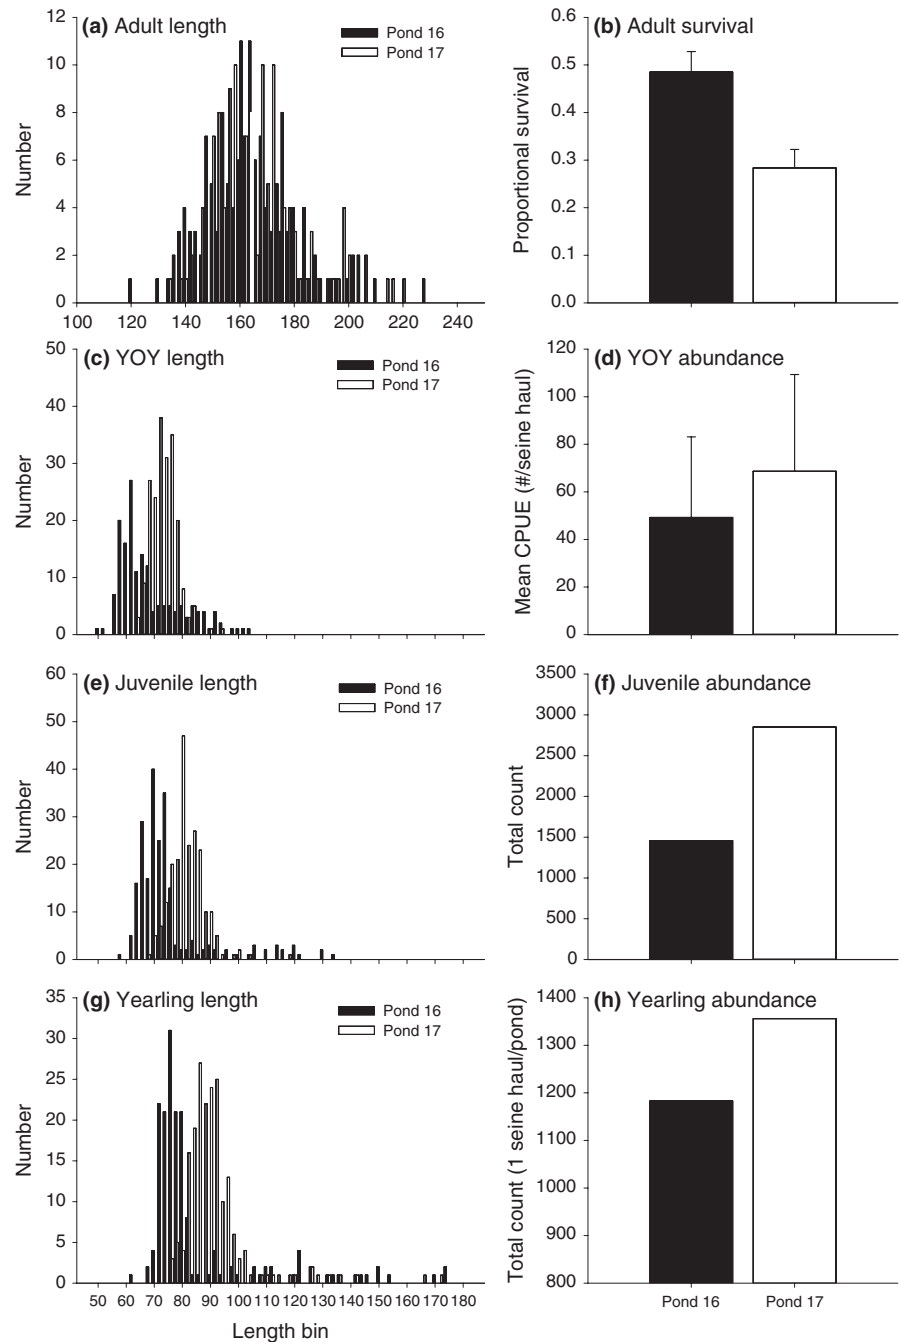 (a) Adult length
Pond 16
Pond 17
Number
12
10
8
6
4
2
0
100 120 140 160 180 200 220 240
(b) Adult survival
Proportional survival
0.6
0.5
0.4
0.3
0.2
0.1
0.0
(c) YOY length
Pond 16
Pond 17
Number
50
40
30
20
10
0
(d) YOY abundance
Mean CPUE (#/seine haul)
120
100
80
60
40
20
0
(e) Juvenile length
Pond 16
Pond 17
Number
60
50
40
30
20
10
0
(f) Juvenile abundance
Total count
3500
3000
2500
2000
1500
1000
500
0
(g) Yearling length
Pond 16
Pond 17
Number
35
30
25
20
15
10
5
0
50 60 70 80 90 100 110 120 130 140 150 160 170 180
Length bin
(h) Yearling abundance
Total count (1 seine haul/pond)
1400
1300
1200
1100
1000
900
800
Pond 16 Pond 17